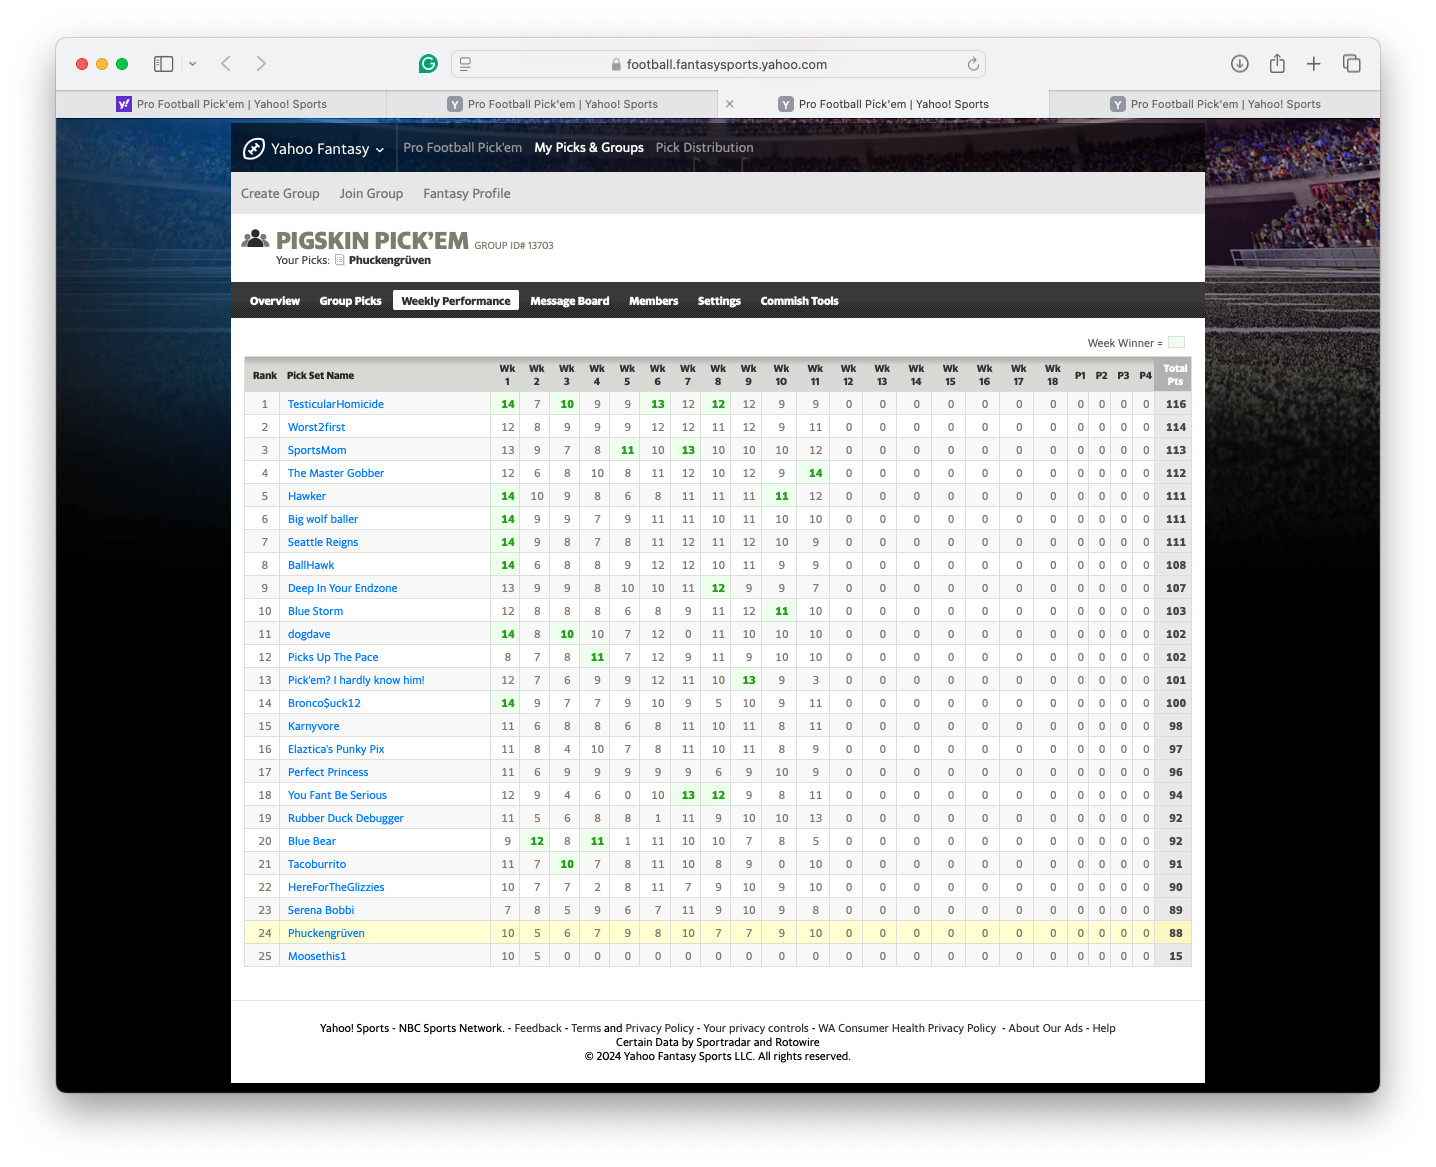 football.fantasysports.yahoo.com
y! Pro Football Pick'em | Yahoo! Sports
Y Pro Football Pick'em | Yahoo! Sports
Y Pro Football Pick'em | Yahoo! Sports
Y Pro Football Pick'em | Yahoo! Sports
Yahoo Fantasy Pro Football Pick'em My Picks & Groups Pick Distribution
Create Group Join Group Fantasy Profile
PIGSKIN PICK'EM GROUP ID# 13703
Your Picks: Phuckengrüven
Overview Group Picks Weekly Performance Message Board Members Settings Commish Tools
Week Winner =
Rank Pick Set Name Wk 1 Wk 2 Wk 3 Wk 4 Wk 5 Wk 6 Wk 7 Wk 8 Wk 9 Wk 10 Wk 11 Wk 12 Wk 13 Wk 14 Wk 15 Wk 16 Wk 17 Wk 18 P1 P2 P3 P4 Total Pts
1 TesticularHomicide 14 7 10 9 9 13 12 12 12 9 9 0 0 0 0 0 0 0 0 0 0 0 116
2 Worst2first 12 8 9 9 9 12 12 11 12 9 11 0 0 0 0 0 0 0 0 0 0 0 114
3 SportsMom 13 9 7 8 11 10 13 10 10 10 12 0 0 0 0 0 0 0 0 0 0 0 113
4 The Master Gobber 12 6 8 10 8 11 12 10 12 9 14 0 0 0 0 0 0 0 0 0 0 0 112
5 Hawker 14 10 9 8 6 8 11 11 11 11 12 0 0 0 0 0 0 0 0 0 0 0 111
6 Big wolf baller 14 9 9 7 9 11 11 10 11 10 10 0 0 0 0 0 0 0 0 0 0 0 111
7 Seattle Reigns 14 9 8 7 8 11 12 11 12 10 9 0 0 0 0 0 0 0 0 0 0 0 111
8 BallHawk 14 6 8 8 9 12 12 10 11 9 9 0 0 0 0 0 0 0 0 0 0 0 108
9 Deep In Your Endzone 13 9 9 8 10 10 11 12 9 9 7 0 0 0 0 0 0 0 0 0 0 0 107
10 Blue Storm 12 8 8 8 6 8 9 11 12 11 10 0 0 0 0 0 0 0 0 0 0 0 103
11 dogdave 14 8 10 10 7 12 0 11 10 10 10 0 0 0 0 0 0 0 0 0 0 0 102
12 Picks Up The Pace 8 7 8 11 7 12 9 11 9 10 10 0 0 0 0 0 0 0 0 0 0 0 102
13 Pick'em? I hardly know him! 12 7 6 9 9 12 11 10 13 9 3 0 0 0 0 0 0 0 0 0 0 0 101
14 Bronco$uck12 14 9 7 7 9 10 9 5 10 9 11 0 0 0 0 0 0 0 0 0 0 0 100
15 Karnyvore 11 6 8 8 6 8 11 10 11 8 11 0 0 0 0 0 0 0 0 0 0 0 98
16 Elaztica's Punky Pix 11 8 4 10 7 8 11 10 11 8 9 0 0 0 0 0 0 0 0 0 0 0 97
17 Perfect Princess 11 6 9 9 9 9 9 6 9 10 9 0 0 0 0 0 0 0 0 0 0 0 96
18 You Fant Be Serious 12 9 4 6 0 10 13 12 9 8 11 0 0 0 0 0 0 0 0 0 0 0 94
19 Rubber Duck Debugger 11 5 6 8 8 1 11 9 10 10 13 0 0 0 0 0 0 0 0 0 0 0 92
20 Blue Bear 9 12 8 11 1 11 10 10 7 8 5 0 0 0 0 0 0 0 0 0 0 0 92
21 Tacoburrito 11 7 10 7 8 11 10 8 9 0 10 0 0 0 0 0 0 0 0 0 0 0 91
22 HereForTheGlizzies 10 7 7 2 8 11 7 9 10 9 10 0 0 0 0 0 0 0 0 0 0 0 90
23 Serena Bobbi 7 8 5 9 6 7 11 9 10 9 8 0 0 0 0 0 0 0 0 0 0 0 89
24 Phuckengrüven 10 5 6 7 9 8 10 7 7 9 10 0 0 0 0 0 0 0 0 0 0 0 88
25 Moosethis1 10 5 0 0 0 0 0 0 0 0 0 0 0 0 0 0 0 0 0 0 0 0 15
Yahoo! Sports - NBC Sports Network. - Feedback - Terms and Privacy Policy - Your privacy controls - WA Consumer Health Privacy Policy - About Our Ads - Help
Certain Data by Sportradar and Rotowire
© 2024 Yahoo Fantasy Sports LLC. All rights reserved.